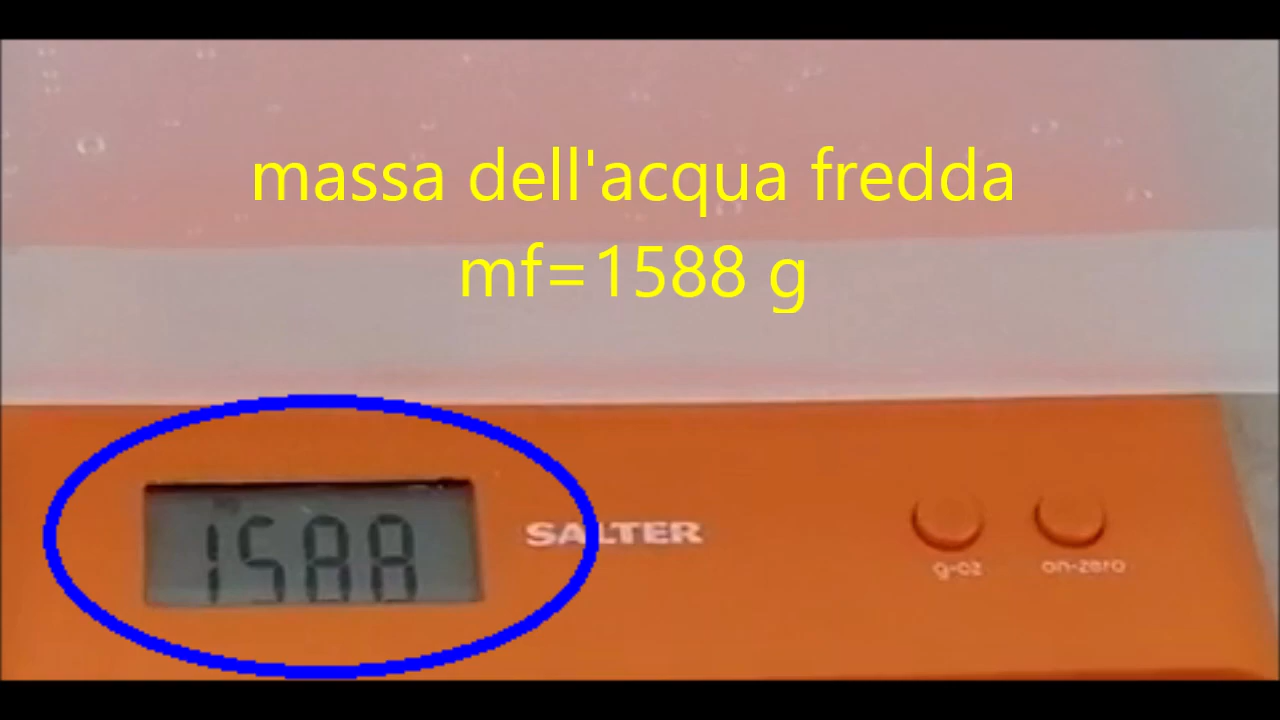 massa dell'acqua fredda
mf=1588 g
1588
SALTER
g-oz
on-zero